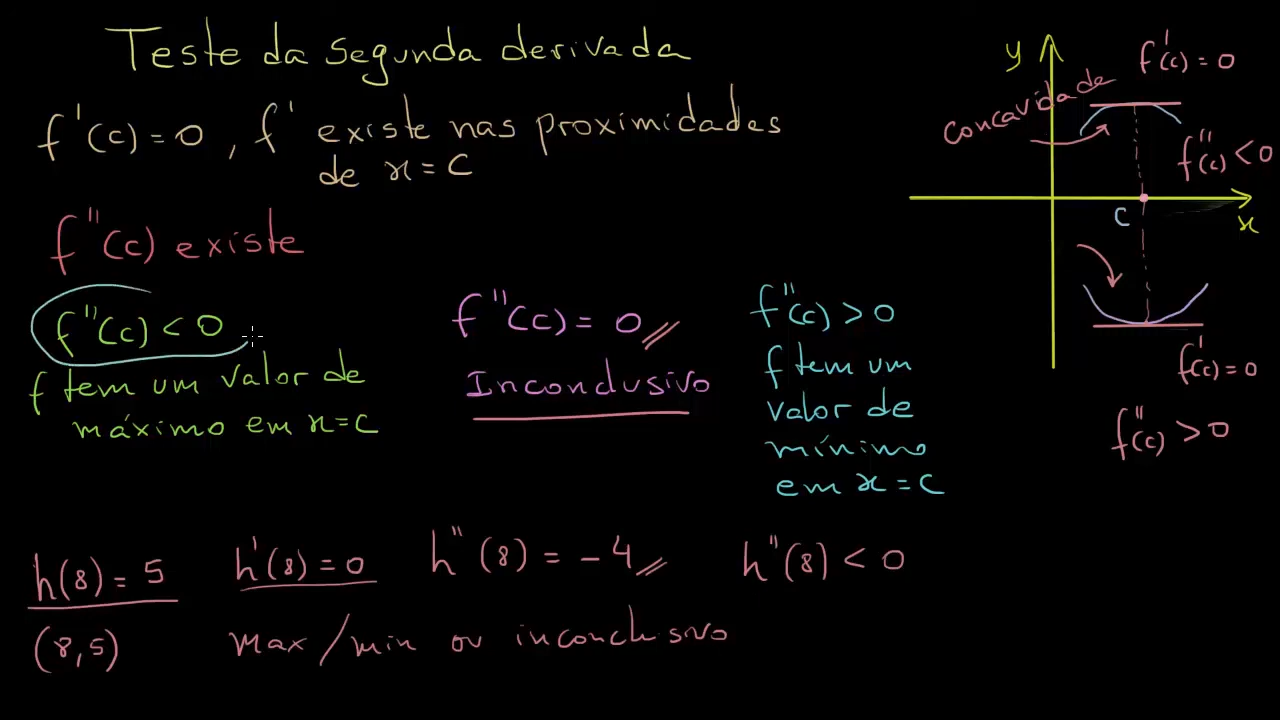 Teste da segunda derivada
f'(c) = 0, f' existe nas proximidades
de x = c
f''(c) existe
f''(c) < 0
f tem um valor de
máximo em x = c
f''(c) = 0
Inconclusivo
f''(c) > 0
f tem um
valor de
mínimo
em x = c
y
f'(c) = 0
concavidade
f''(c) < 0
c
x
f'(c) = 0
f''(c) > 0
h(8) = 5
h'(8) = 0
h''(8) = -4
h''(8) < 0
(8,5)
max/min ou inconclusivo